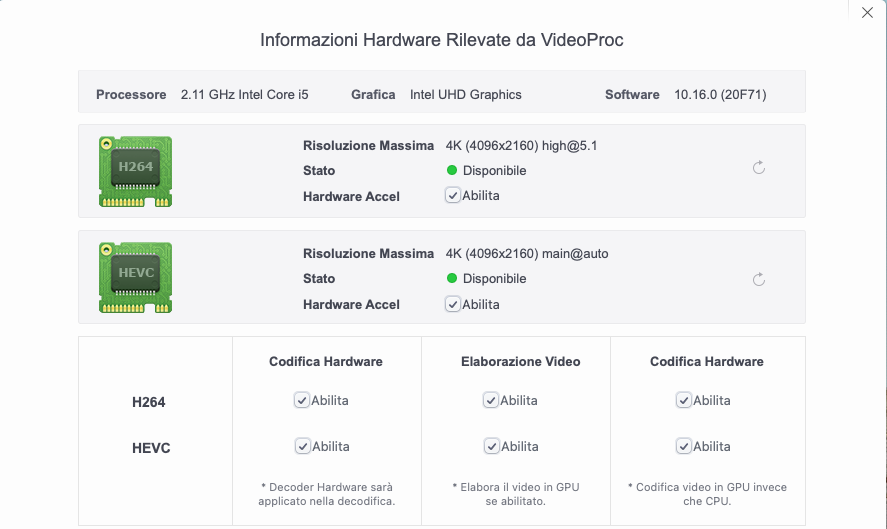 Informazioni Hardware Rilevate da VideoProc
Processore 2.11 GHz Intel Core i5 Grafica Intel UHD Graphics Software 10.16.0 (20F71)
H264
Risoluzione Massima 4K (4096x2160) high@5.1
Stato Disponibile
Hardware Accel Abilita
HEVC
Risoluzione Massima 4K (4096x2160) main@auto
Stato Disponibile
Hardware Accel Abilita
Codifica Hardware Elaborazione Video Codifica Hardware
H264 Abilita Abilita Abilita
HEVC Abilita Abilita Abilita
* Decoder Hardware sarà * Elabora il video in GPU * Codifica video in GPU invece
applicato nella decodifica. se abilitato. che CPU.